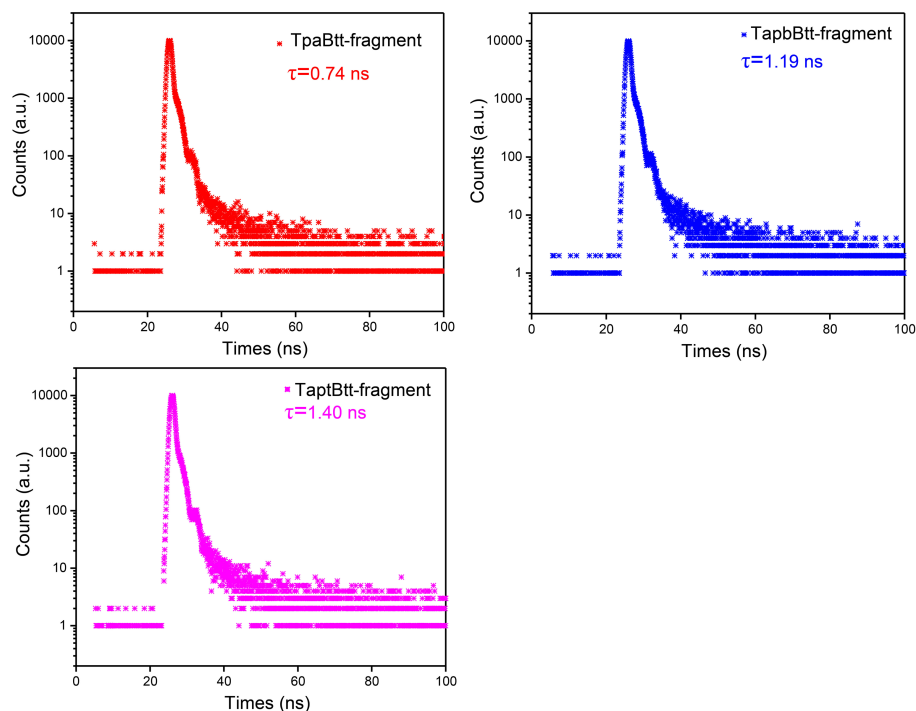 TpaBtt-fragment
τ=0.74 ns
10000
1000
100
10
1
Counts (a.u.)
0 20 40 60 80 100
Times (ns)
TapbBtt-fragment
τ=1.19 ns
10000
1000
100
10
1
Counts (a.u.)
0 20 40 60 80 100
Times (ns)
TaptBtt-fragment
τ=1.40 ns
10000
1000
100
10
1
Counts (a.u.)
0 20 40 60 80 100
Times (ns)